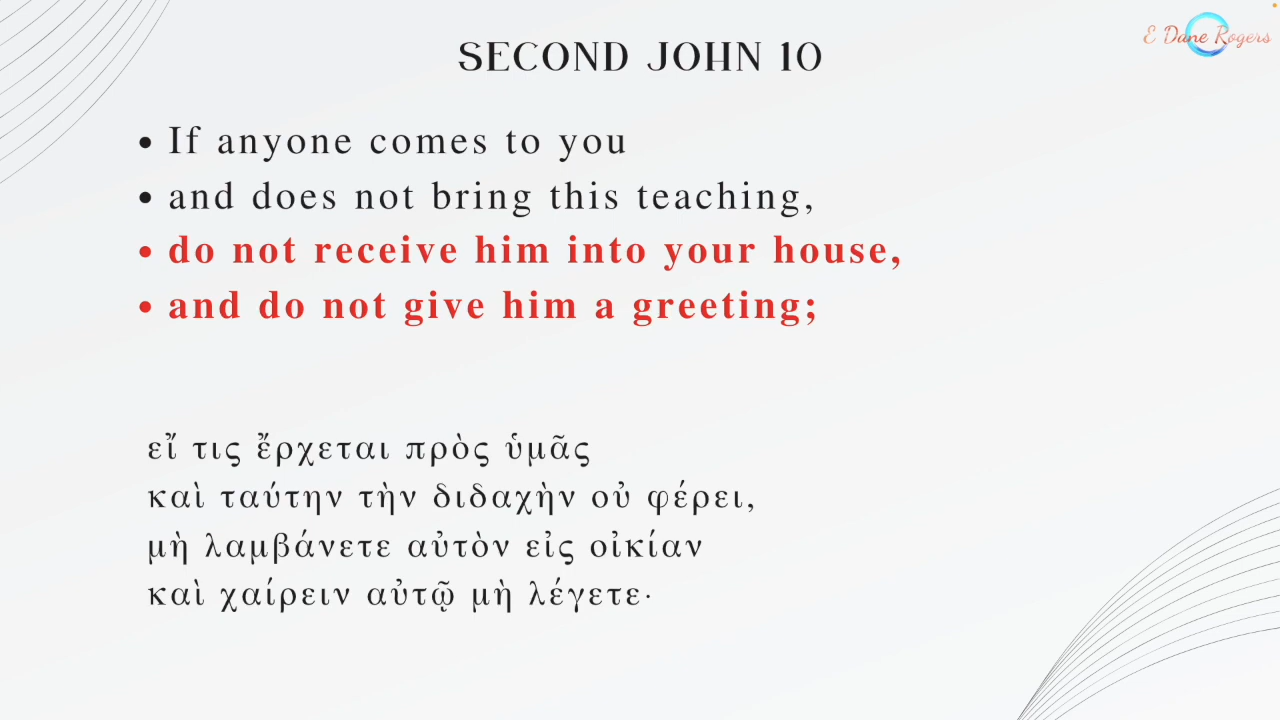 E Dane Rogers
SECOND JOHN 10
• If anyone comes to you
• and does not bring this teaching,
• do not receive him into your house,
• and do not give him a greeting;
εἴ τις ἔρχεται πρὸς ὑμᾶς
καὶ ταύτην τὴν διδαχὴν οὐ φέρει,
μὴ λαμβάνετε αὐτὸν εἰς οἰκίαν
καὶ χαίρειν αὐτῷ μὴ λέγετε·